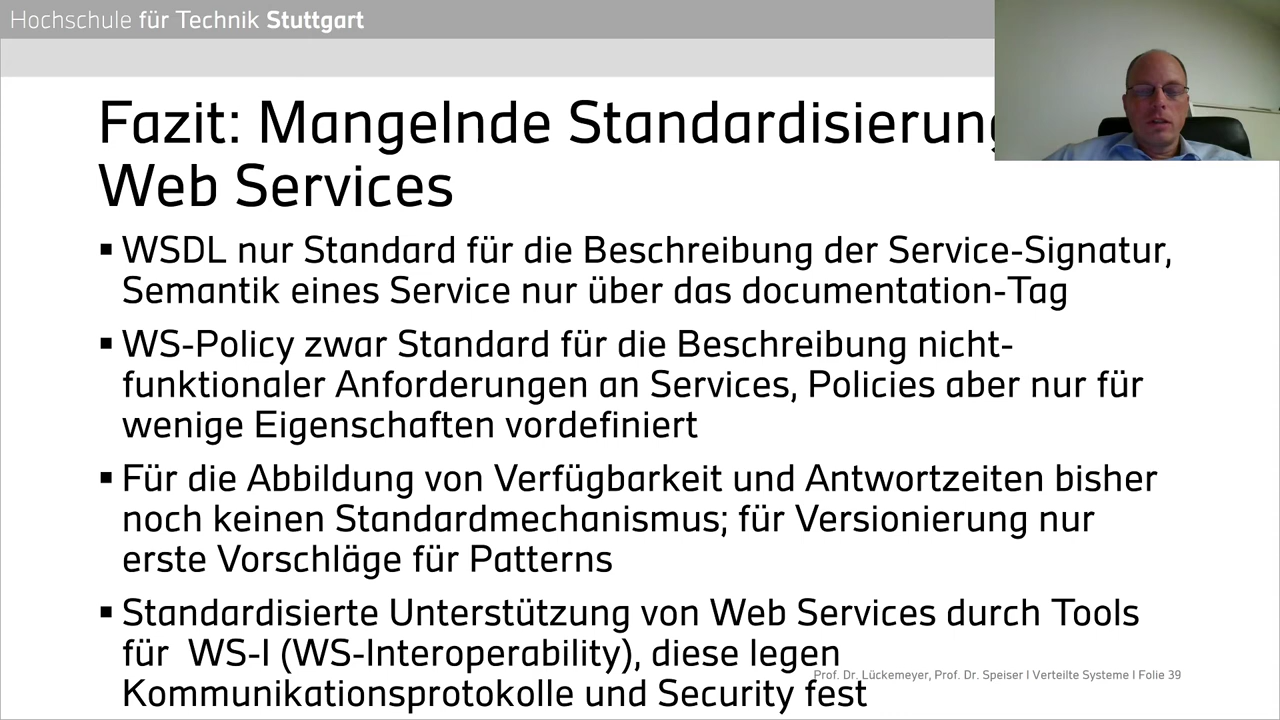 Hochschule für Technik Stuttgart
Fazit: Mangelnde Standardisierung
Web Services
▪ WSDL nur Standard für die Beschreibung der Service-Signatur,
Semantik eines Service nur über das documentation-Tag
▪ WS-Policy zwar Standard für die Beschreibung nicht-
funktionaler Anforderungen an Services, Policies aber nur für
wenige Eigenschaften vordefiniert
▪ Für die Abbildung von Verfügbarkeit und Antwortzeiten bisher
noch keinen Standardmechanismus; für Versionierung nur
erste Vorschläge für Patterns
▪ Standardisierte Unterstützung von Web Services durch Tools
für  WS-I (WS-Interoperability), diese legen
Kommunikationsprotokolle und Security fest
Prof. Dr. Lückemeyer, Prof. Dr. Speiser I Verteilte Systeme I Folie 39